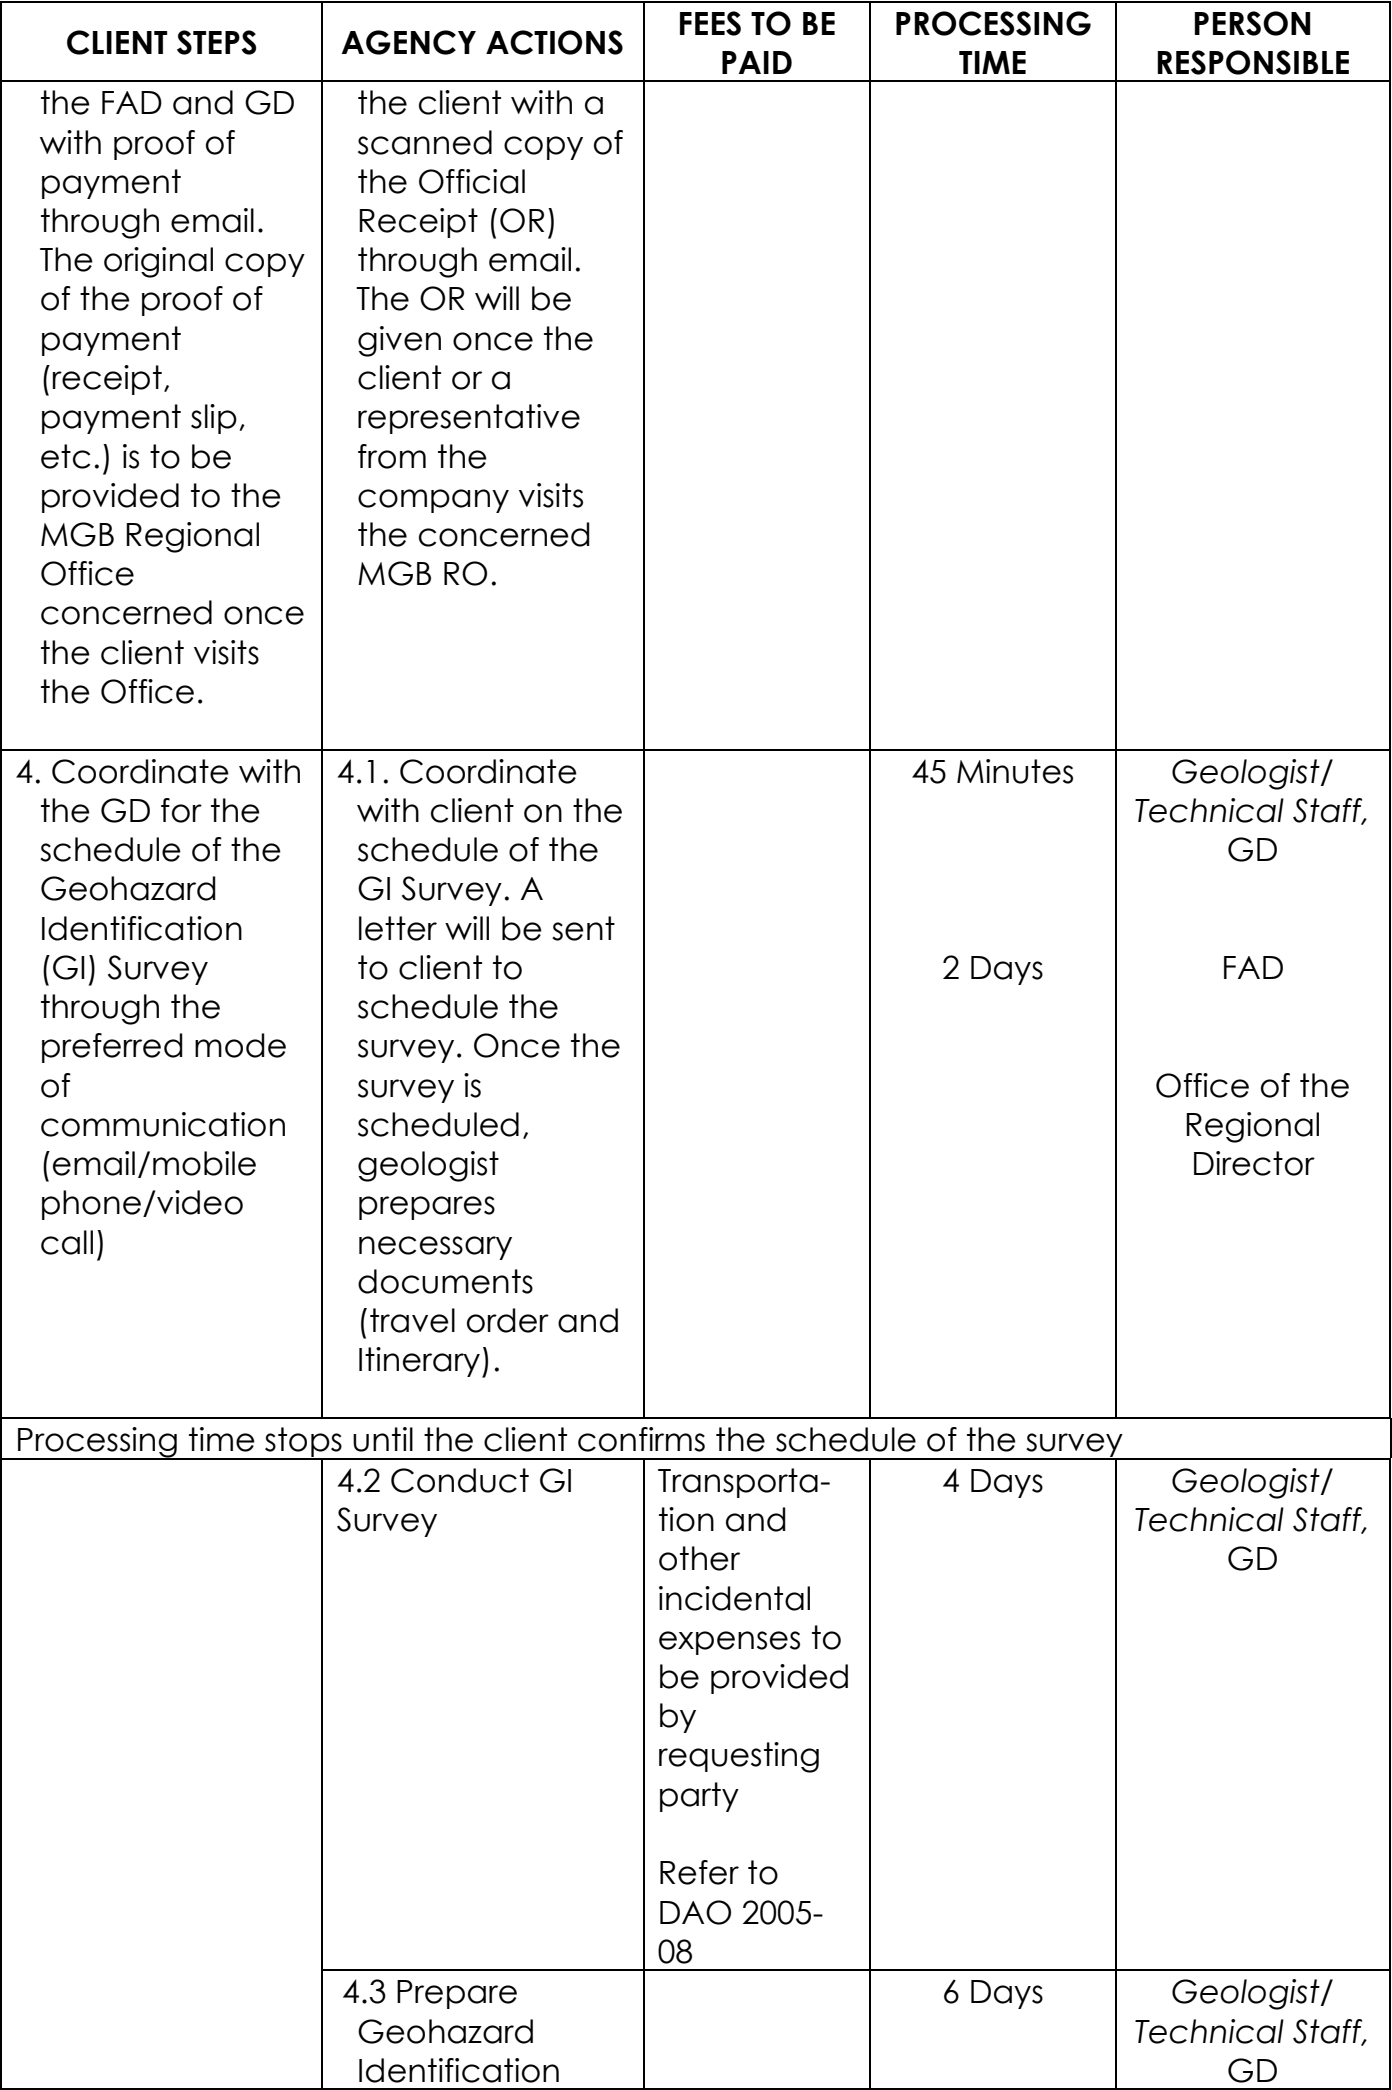 CLIENT STEPS
AGENCY ACTIONS
FEES TO BE
PAID
PROCESSING
TIME
PERSON
RESPONSIBLE
the FAD and GD
with proof of
payment
through email.
The original copy
of the proof of
payment
(receipt,
payment slip,
etc.) is to be
provided to the
MGB Regional
Office
concerned once
the client visits
the Office.
the client with a
scanned copy of
the Official
Receipt (OR)
through email.
The OR will be
given once the
client or a
representative
from the
company visits
the concerned
MGB RO.
4. Coordinate with
the GD for the
schedule of the
Geohazard
Identification
(GI) Survey
through the
preferred mode
of
communication
(email/mobile
phone/video
call)
4.1. Coordinate
with client on the
schedule of the
GI Survey. A
letter will be sent
to client to
schedule the
survey. Once the
survey is
scheduled,
geologist
prepares
necessary
documents
(travel order and
Itinerary).
45 Minutes
2 Days
Geologist/
Technical Staff,
GD
FAD
Office of the
Regional
Director
Processing time stops until the client confirms the schedule of the survey
4.2 Conduct GI
Survey
Transporta-
tion and
other
incidental
expenses to
be provided
by
requesting
party
Refer to
DAO 2005-
08
4 Days
Geologist/
Technical Staff,
GD
4.3 Prepare
Geohazard
Identification
6 Days
Geologist/
Technical Staff,
GD